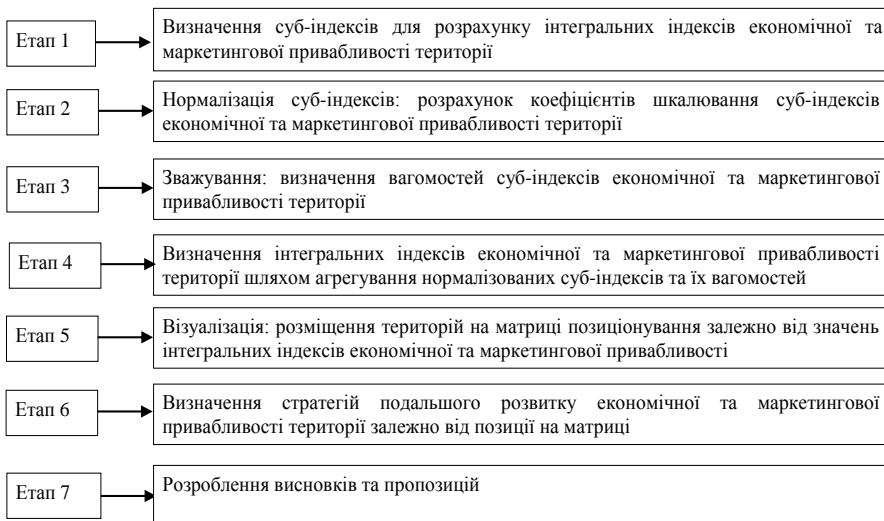 Етап 1
Визначення суб-індексів для розрахунку інтегральних індексів економічної та
маркетингової привабливості території
Етап 2
Нормалізація суб-індексів: розрахунок коефіцієнтів шкалювання суб-індексів
економічної та маркетингової привабливості території
Етап 3
Зважування: визначення вагомостей суб-індексів економічної та маркетингової
привабливості території
Етап 4
Визначення інтегральних індексів економічної та маркетингової привабливості
території шляхом агрегування нормалізованих суб-індексів та їх вагомостей
Етап 5
Візуалізація: розміщення територій на матриці позиціонування залежно від значень
інтегральних індексів економічної та маркетингової привабливості
Етап 6
Визначення стратегій подальшого розвитку економічної та маркетингової
привабливості території залежно від позиції на матриці
Етап 7
Розроблення висновків та пропозицій